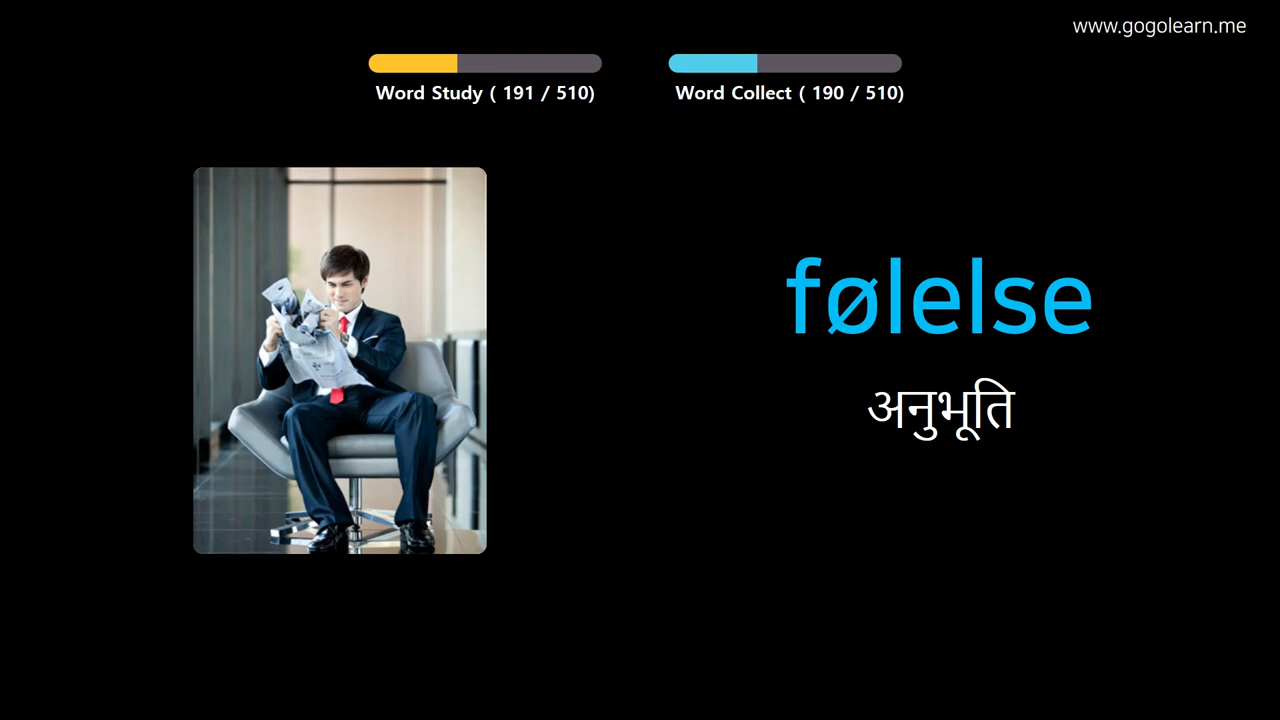 www.gogolearn.me
Word Study ( 191 / 510)
Word Collect ( 190 / 510)
følelse
अनुभूति